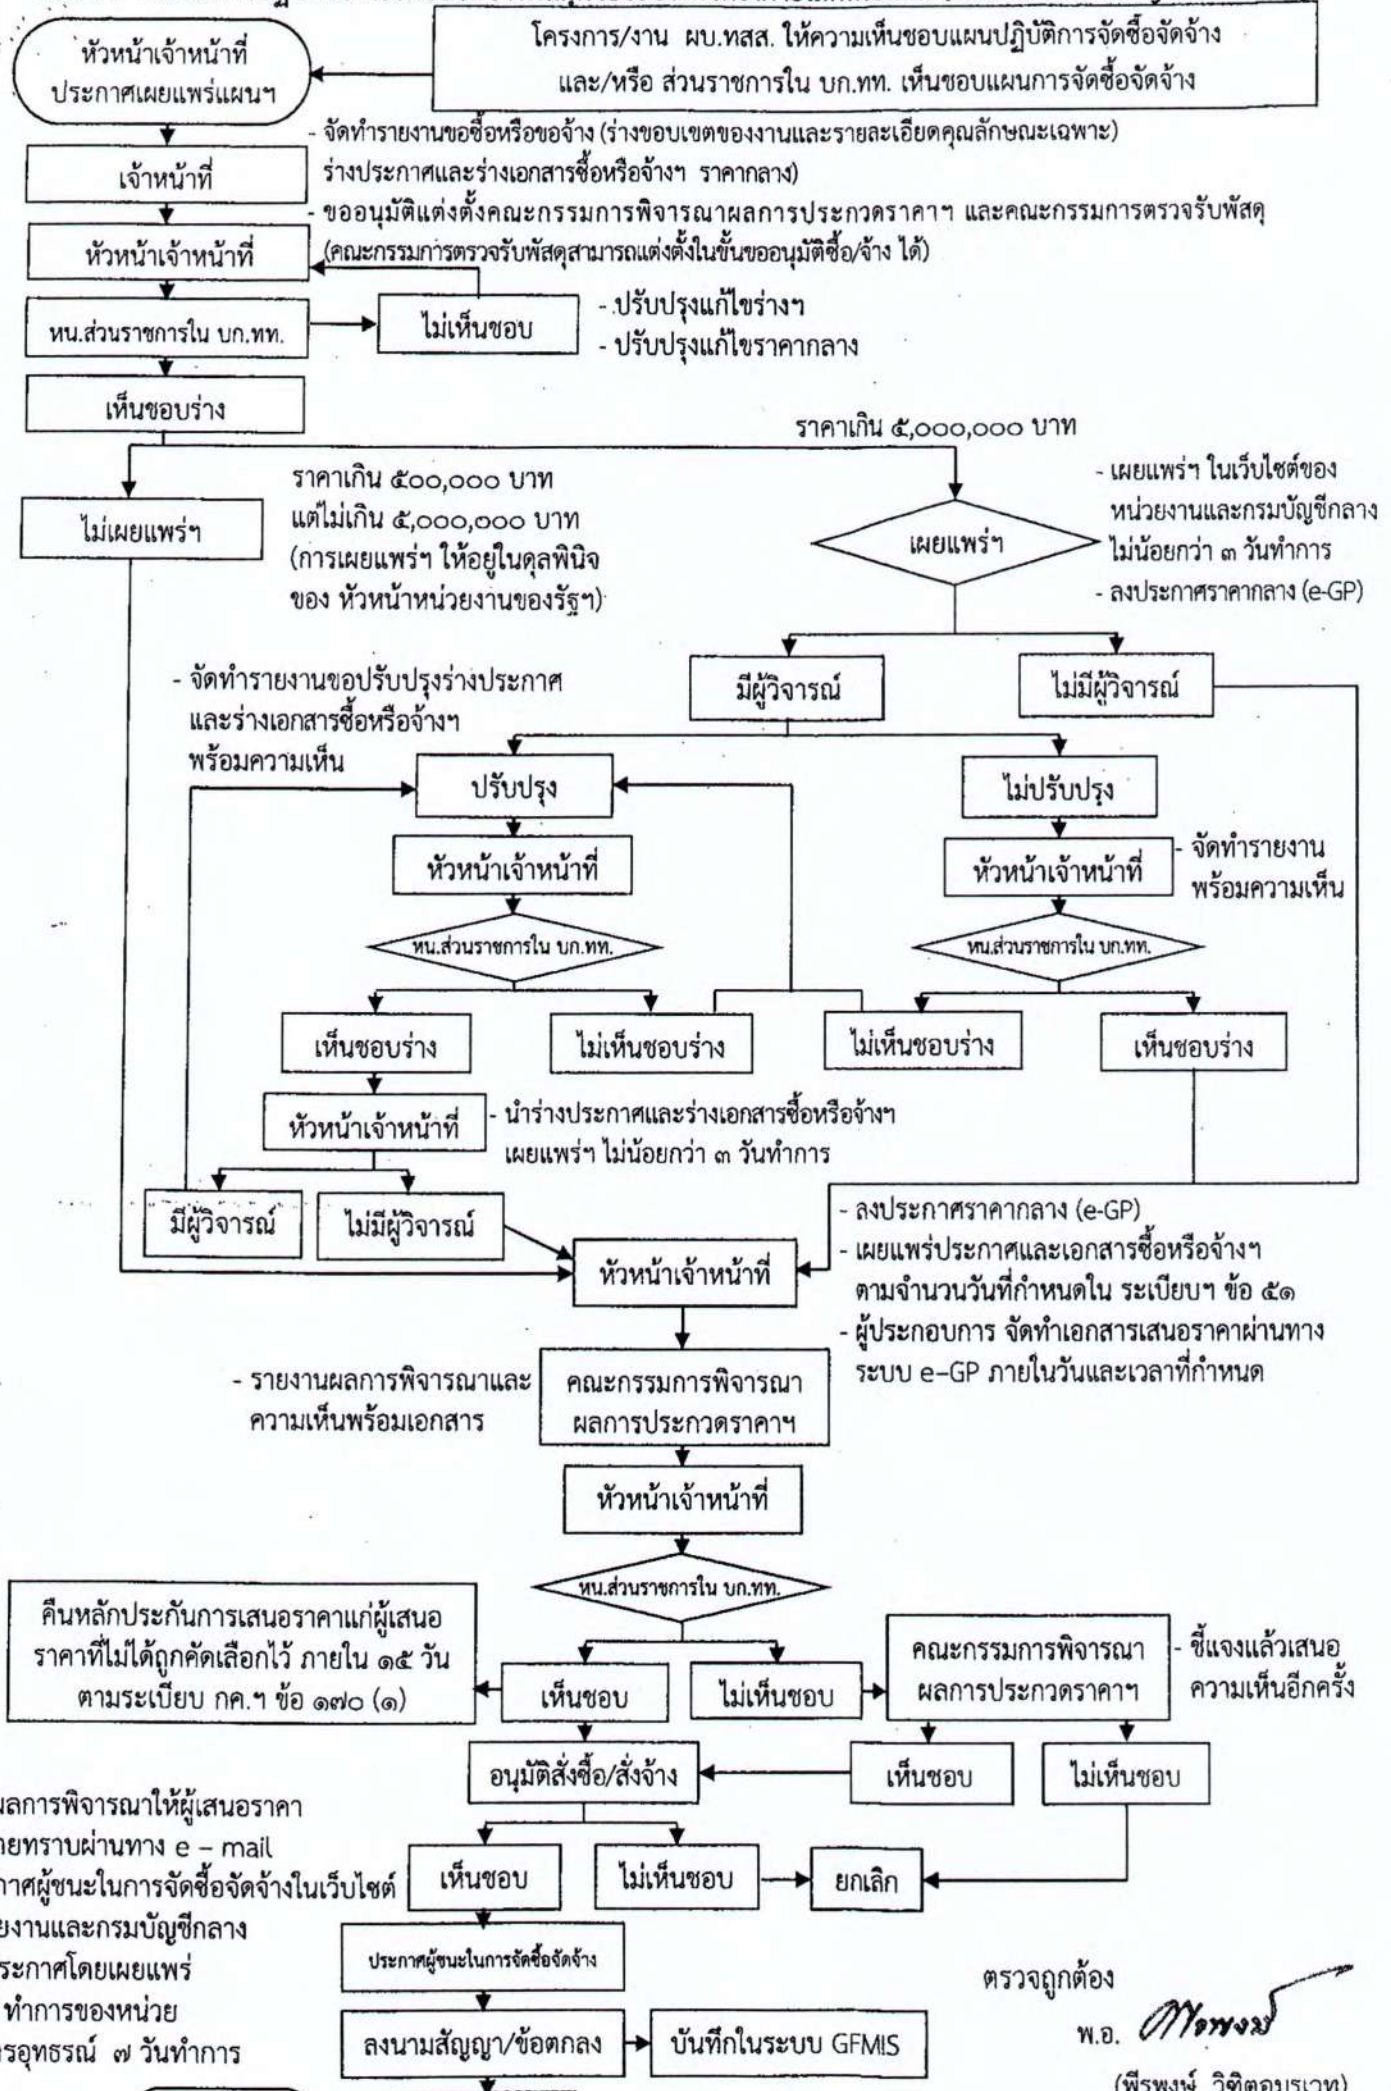 หัวหน้าเจ้าหน้าที่
ประกาศเผยแพร่แผนฯ
โครงการ/งาน ผบ.ทสส. ให้ความเห็นชอบแผนปฏิบัติการจัดซื้อจัดจ้าง
และ/หรือ ส่วนราชการใน บก.ทท. เห็นชอบแผนการจัดซื้อจัดจ้าง
เจ้าหน้าที่
- จัดทำรายงานขอซื้อหรือขอจ้าง (ร่างขอบเขตของงานและรายละเอียดคุณลักษณะเฉพาะ)
ร่างประกาศและร่างเอกสารซื้อหรือจ้างฯ ราคากลาง)
- ขออนุมัติแต่งตั้งคณะกรรมการพิจารณาผลการประกวดราคาฯ และคณะกรรมการตรวจรับพัสดุ
(คณะกรรมการตรวจรับพัสดุสามารถแต่งตั้งในขั้นขออนุมัติซื้อ/จ้าง ได้)
หัวหน้าเจ้าหน้าที่
หน.ส่วนราชการใน บก.ทท.
ไม่เห็นชอบ
- ปรับปรุงแก้ไขร่างฯ
- ปรับปรุงแก้ไขราคากลาง
เห็นชอบร่าง
ราคาเกิน ๕,๐๐๐,๐๐๐ บาท
ไม่เผยแพร่ฯ
ราคาเกิน ๕๐๐,๐๐๐ บาท
แต่ไม่เกิน ๕,๐๐๐,๐๐๐ บาท
(การเผยแพร่ฯ ให้อยู่ในดุลพินิจ
ของ หัวหน้าหน่วยงานของรัฐฯ)
เผยแพร่ฯ
- เผยแพร่ฯ ในเว็บไซต์ของ
หน่วยงานและกรมบัญชีกลาง
ไม่น้อยกว่า ๓ วันทำการ
- ลงประกาศราคากลาง (e-GP)
มีผู้วิจารณ์
ไม่มีผู้วิจารณ์
- จัดทำรายงานขอปรับปรุงร่างประกาศ
และร่างเอกสารซื้อหรือจ้างฯ
พร้อมความเห็น
ปรับปรุง
ไม่ปรับปรุง
หัวหน้าเจ้าหน้าที่
หัวหน้าเจ้าหน้าที่
- จัดทำรายงาน
พร้อมความเห็น
หน.ส่วนราชการใน บก.ทท.
หน.ส่วนราชการใน บก.ทท.
เห็นชอบร่าง
ไม่เห็นชอบร่าง
ไม่เห็นชอบร่าง
เห็นชอบร่าง
หัวหน้าเจ้าหน้าที่
- นำร่างประกาศและร่างเอกสารซื้อหรือจ้างฯ
เผยแพร่ฯ ไม่น้อยกว่า ๓ วันทำการ
มีผู้วิจารณ์
ไม่มีผู้วิจารณ์
หัวหน้าเจ้าหน้าที่
- ลงประกาศราคากลาง (e-GP)
- เผยแพร่ประกาศและเอกสารซื้อหรือจ้างฯ
ตามจำนวนวันที่กำหนดใน ระเบียบฯ ข้อ ๕๑
- ผู้ประกอบการ จัดทำเอกสารเสนอราคาผ่านทาง
ระบบ e-GP ภายในวันและเวลาที่กำหนด
- รายงานผลการพิจารณาและ
ความเห็นพร้อมเอกสาร
คณะกรรมการพิจารณา
ผลการประกวดราคาฯ
หัวหน้าเจ้าหน้าที่
หน.ส่วนราชการใน บก.ทท.
คืนหลักประกันการเสนอราคาแก่ผู้เสนอ
ราคาที่ไม่ได้ถูกคัดเลือกไว้ ภายใน ๑๕ วัน
ตามระเบียบ กค.ฯ ข้อ ๑๗๐ (๑)
เห็นชอบ
ไม่เห็นชอบ
คณะกรรมการพิจารณา
ผลการประกวดราคาฯ
- ชี้แจงแล้วเสนอ
ความเห็นอีกครั้ง
อนุมัติสั่งซื้อ/สั่งจ้าง
เห็นชอบ
ไม่เห็นชอบ
ผลการพิจารณาให้ผู้เสนอราคา
ทราบผ่านทาง e – mail
ผู้ชนะในการจัดซื้อจัดจ้างในเว็บไซต์
และกรมบัญชีกลาง
ประกาศโดยเผยแพร่
ทำการของหน่วย
อุทธรณ์ ๗ วันทำการ
เห็นชอบ
ไม่เห็นชอบ
ยกเลิก
ประกาศผู้ชนะในการจัดซื้อจัดจ้าง
ลงนามสัญญา/ข้อตกลง
บันทึกในระบบ GFMIS
ตรวจถูกต้อง
พ.อ.
(พีรพงษ์